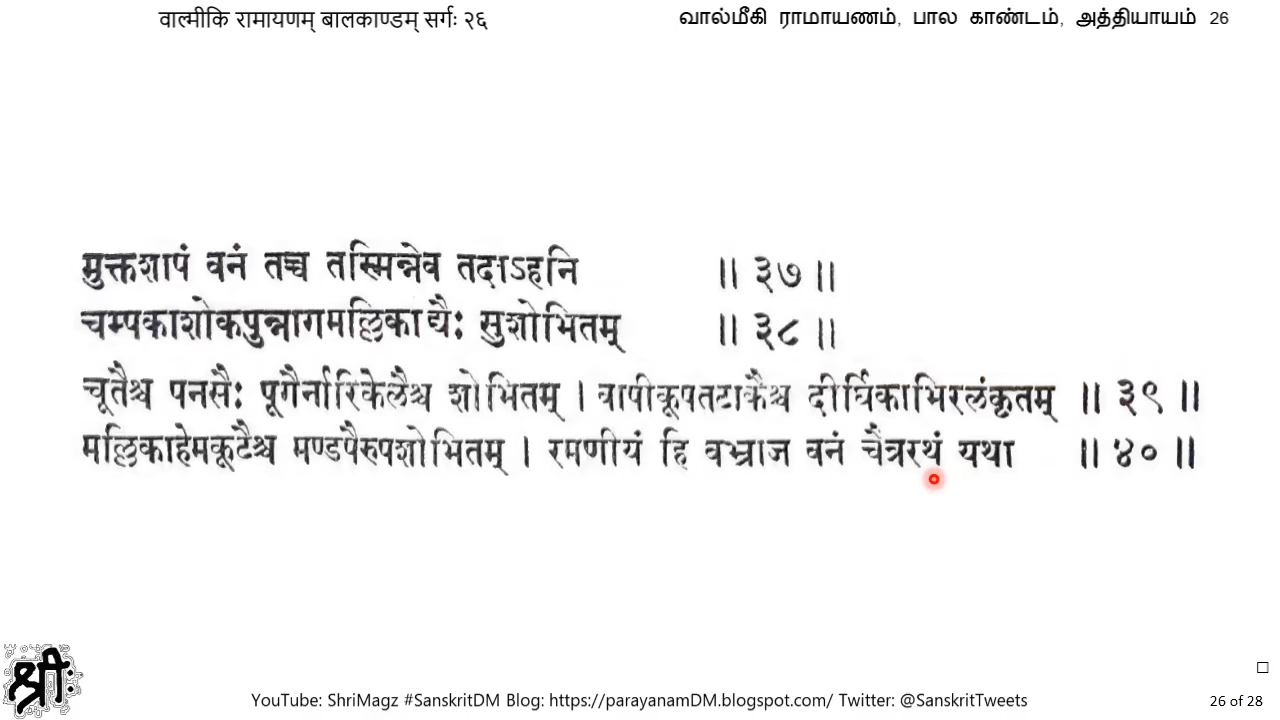 वाल्मीकि रामायणम् बालकाण्डम् सर्गः २६
வால்மீகி ராமாயணம், பால காண்டம், அத்தியாயம் 26
मुक्तशापं वनं तच्च तस्मिन्नेव तदाऽहनि ॥ ३७ ॥
चम्पकाशोकपुन्नागमल्लिकाद्यैः सुशोभितम् ॥ ३८ ॥
चूतैश्च पनसैः पूगैर्नारिकेलैश्च शोभितम् । वापीकूपतटाकैश्च दीर्घिकाभिरलंकृतम् ॥ ३९ ॥
मल्लिकाहेमकूटैश्च मण्डपैरुपशोभितम् । रमणीयं हि वभ्राज वनं चैत्ररथं यथा ॥ ४० ॥
श्रीः
YouTube: ShriMagz #SanskritDM Blog: https://parayanamDM.blogspot.com/ Twitter: @SanskritTweets
26 of 28